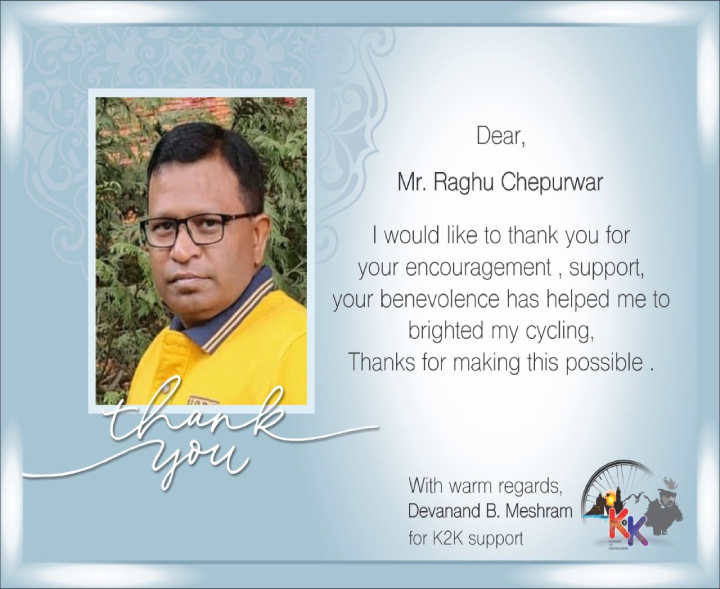 Dear,
Mr. Raghu Chepurwar
I would like to thank you for
your encouragement , support,
your benevolence has helped me to
brighted my cycling,
Thanks for making this possible .
thank
you
With warm regards,
Devanand B. Meshram
for K2K support
K2K